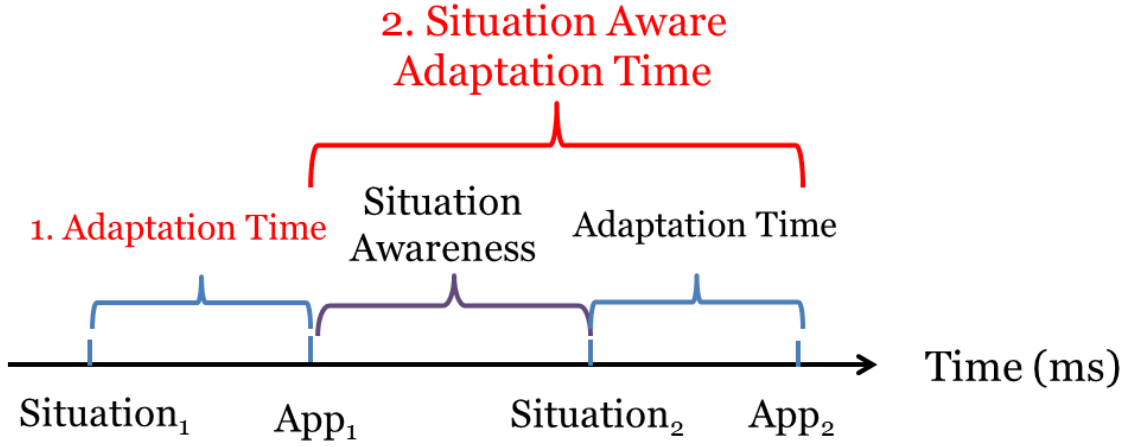 2. Situation Aware
Adaptation Time
1. Adaptation Time
Situation
Awareness
Adaptation Time
Time (ms)
Situation₁
App₁
Situation₂
App₂